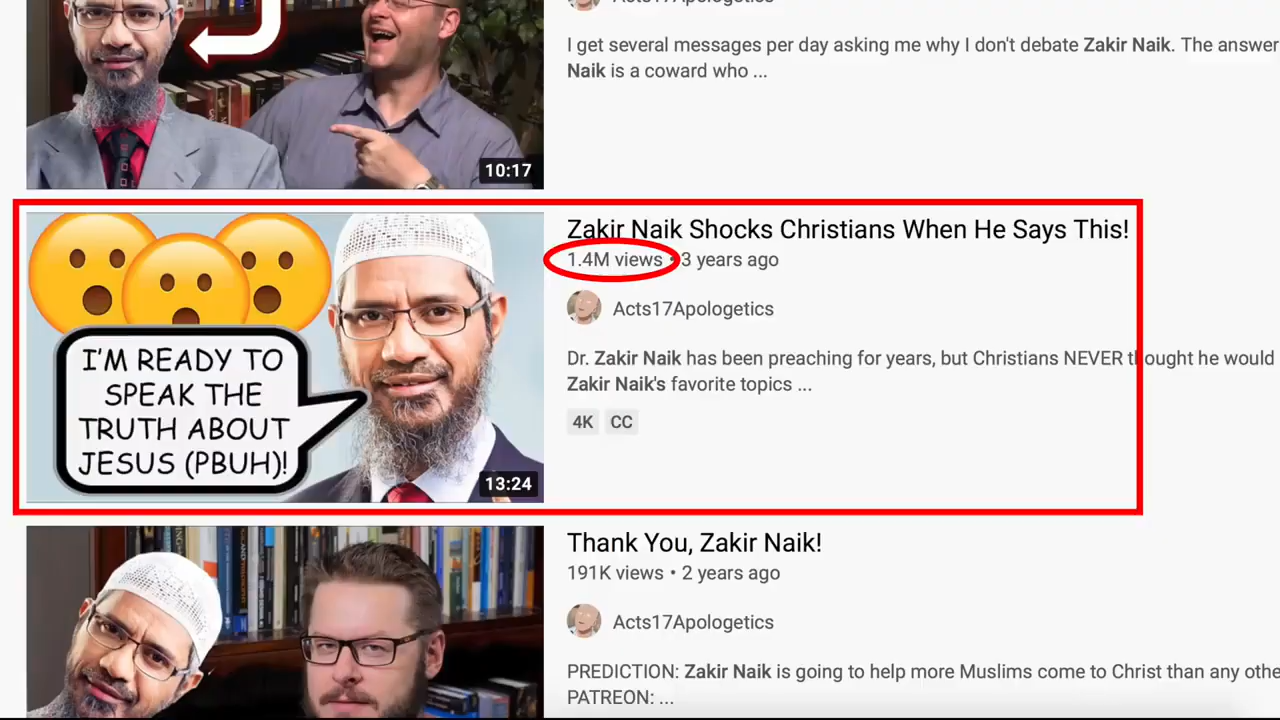 Acts17Apologetics
I get several messages per day asking me why I don't debate Zakir Naik. The answer
Naik is a coward who ...
10:17
Zakir Naik Shocks Christians When He Says This!
1.4M views • 3 years ago
Acts17Apologetics
Dr. Zakir Naik has been preaching for years, but Christians NEVER thought he would
Zakir Naik's favorite topics ...
4K CC
I'M READY TO
SPEAK THE
TRUTH ABOUT
JESUS (PBUH)!
13:24
Thank You, Zakir Naik!
191K views • 2 years ago
Acts17Apologetics
PREDICTION: Zakir Naik is going to help more Muslims come to Christ than any othe
PATREON: ...